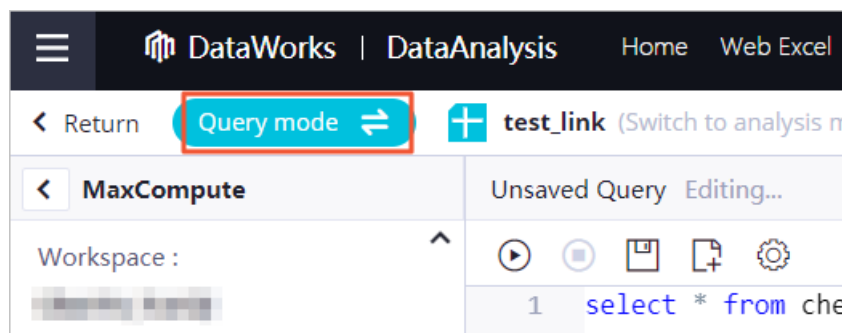 DataWorks | DataAnalysis Home Web Excel
Return Query mode test_link (Switch to analysis m
MaxCompute Unsaved Query Editing...
Workspace :
1 select * from che